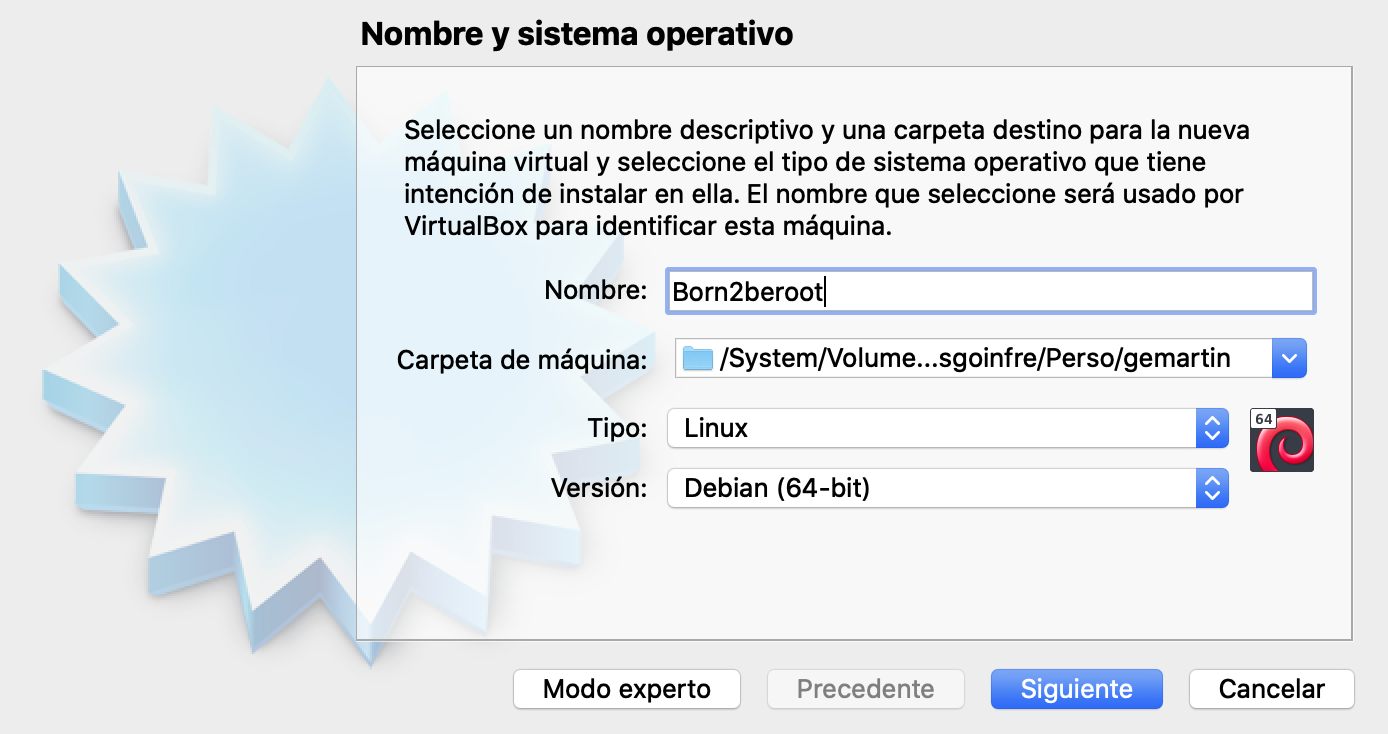 Nombre y sistema operativo
Seleccione un nombre descriptivo y una carpeta destino para la nueva
máquina virtual y seleccione el tipo de sistema operativo que tiene
intención de instalar en ella. El nombre que seleccione será usado por
VirtualBox para identificar esta máquina.
Nombre: Born2beroot
Carpeta de máquina: /System/Volume...sgoinfre/Perso/gemartin
Tipo: Linux
64
Versión: Debian (64-bit)
Modo experto Precedente Siguiente Cancelar